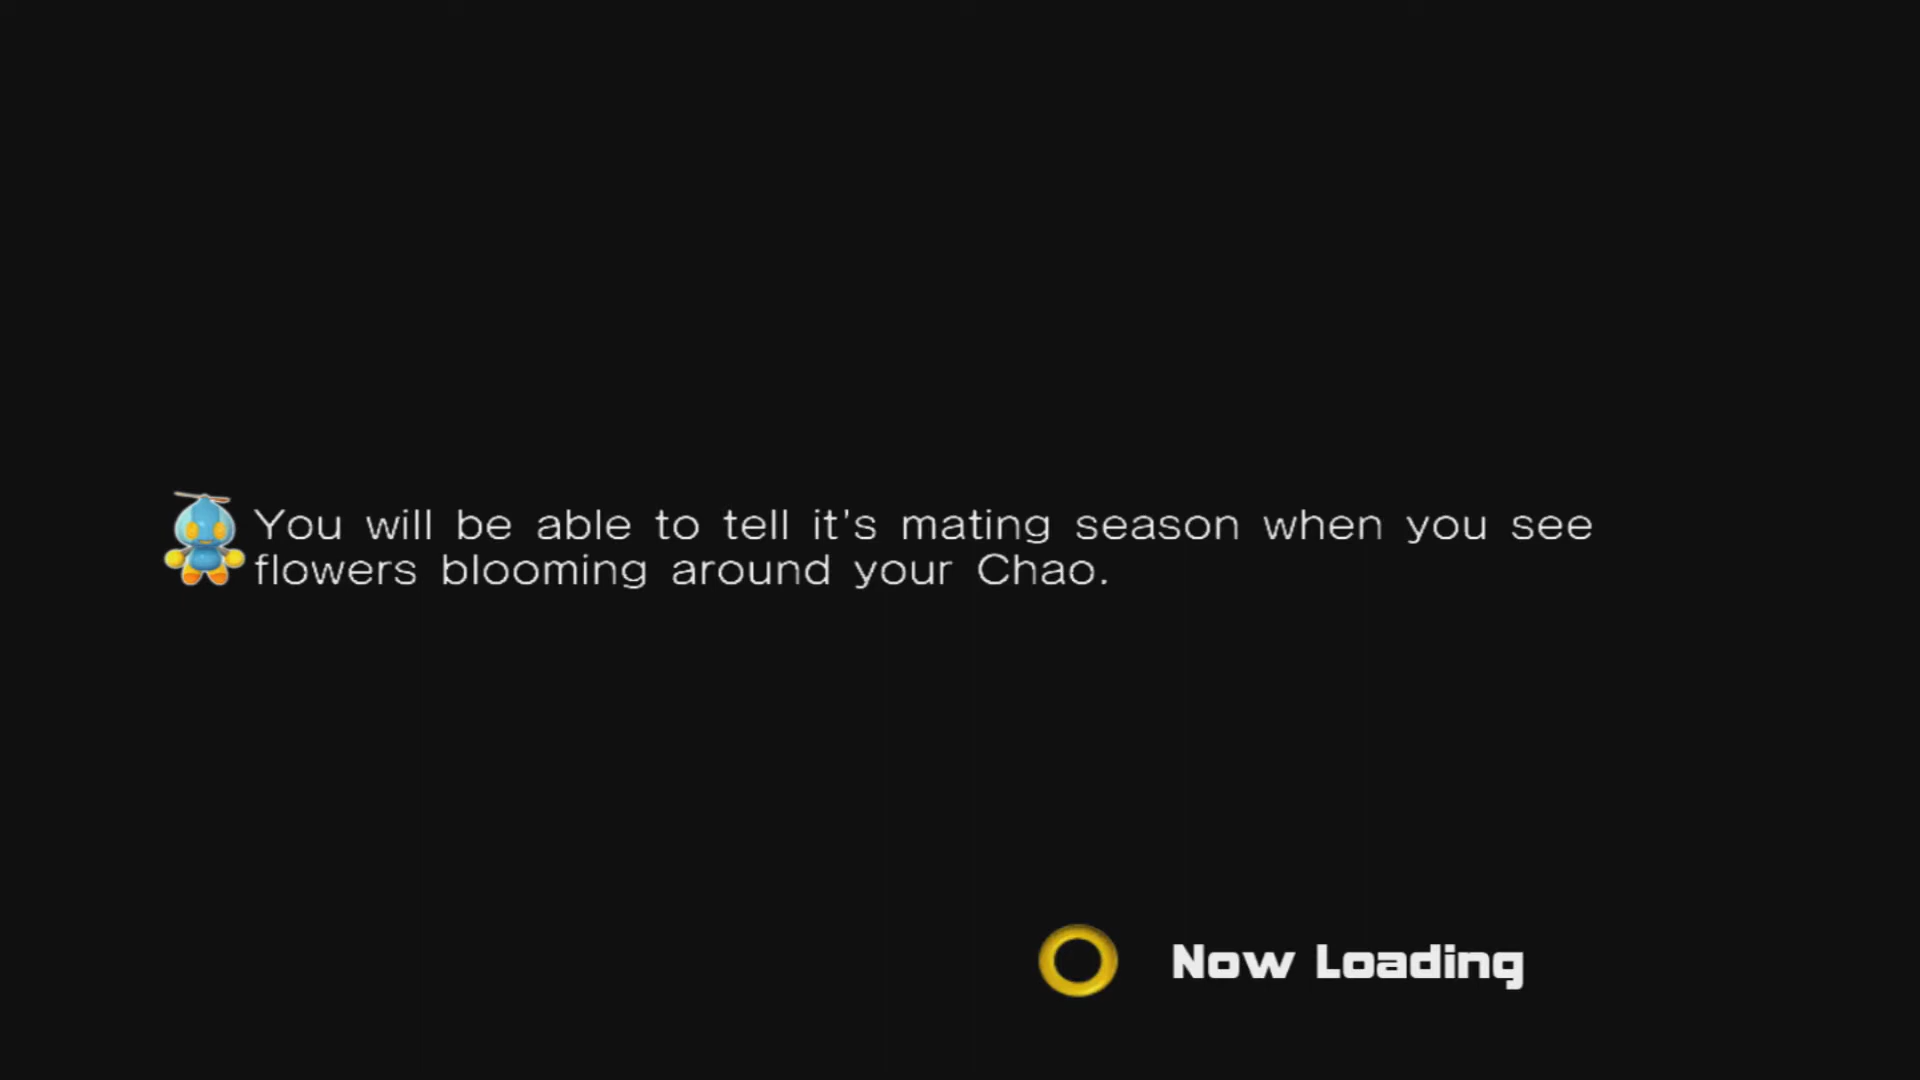 You will be able to tell it's mating season when you see
flowers blooming around your Chao.
Now Loading